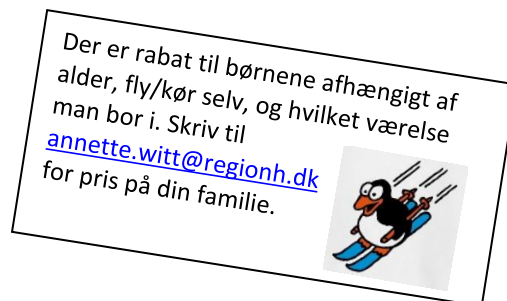 Der er rabat til børnene afhængigt af
alder, fly/kør selv, og hvilket værelse
man bor i. Skriv til
annette.witt@regionh.dk
for pris på din familie.